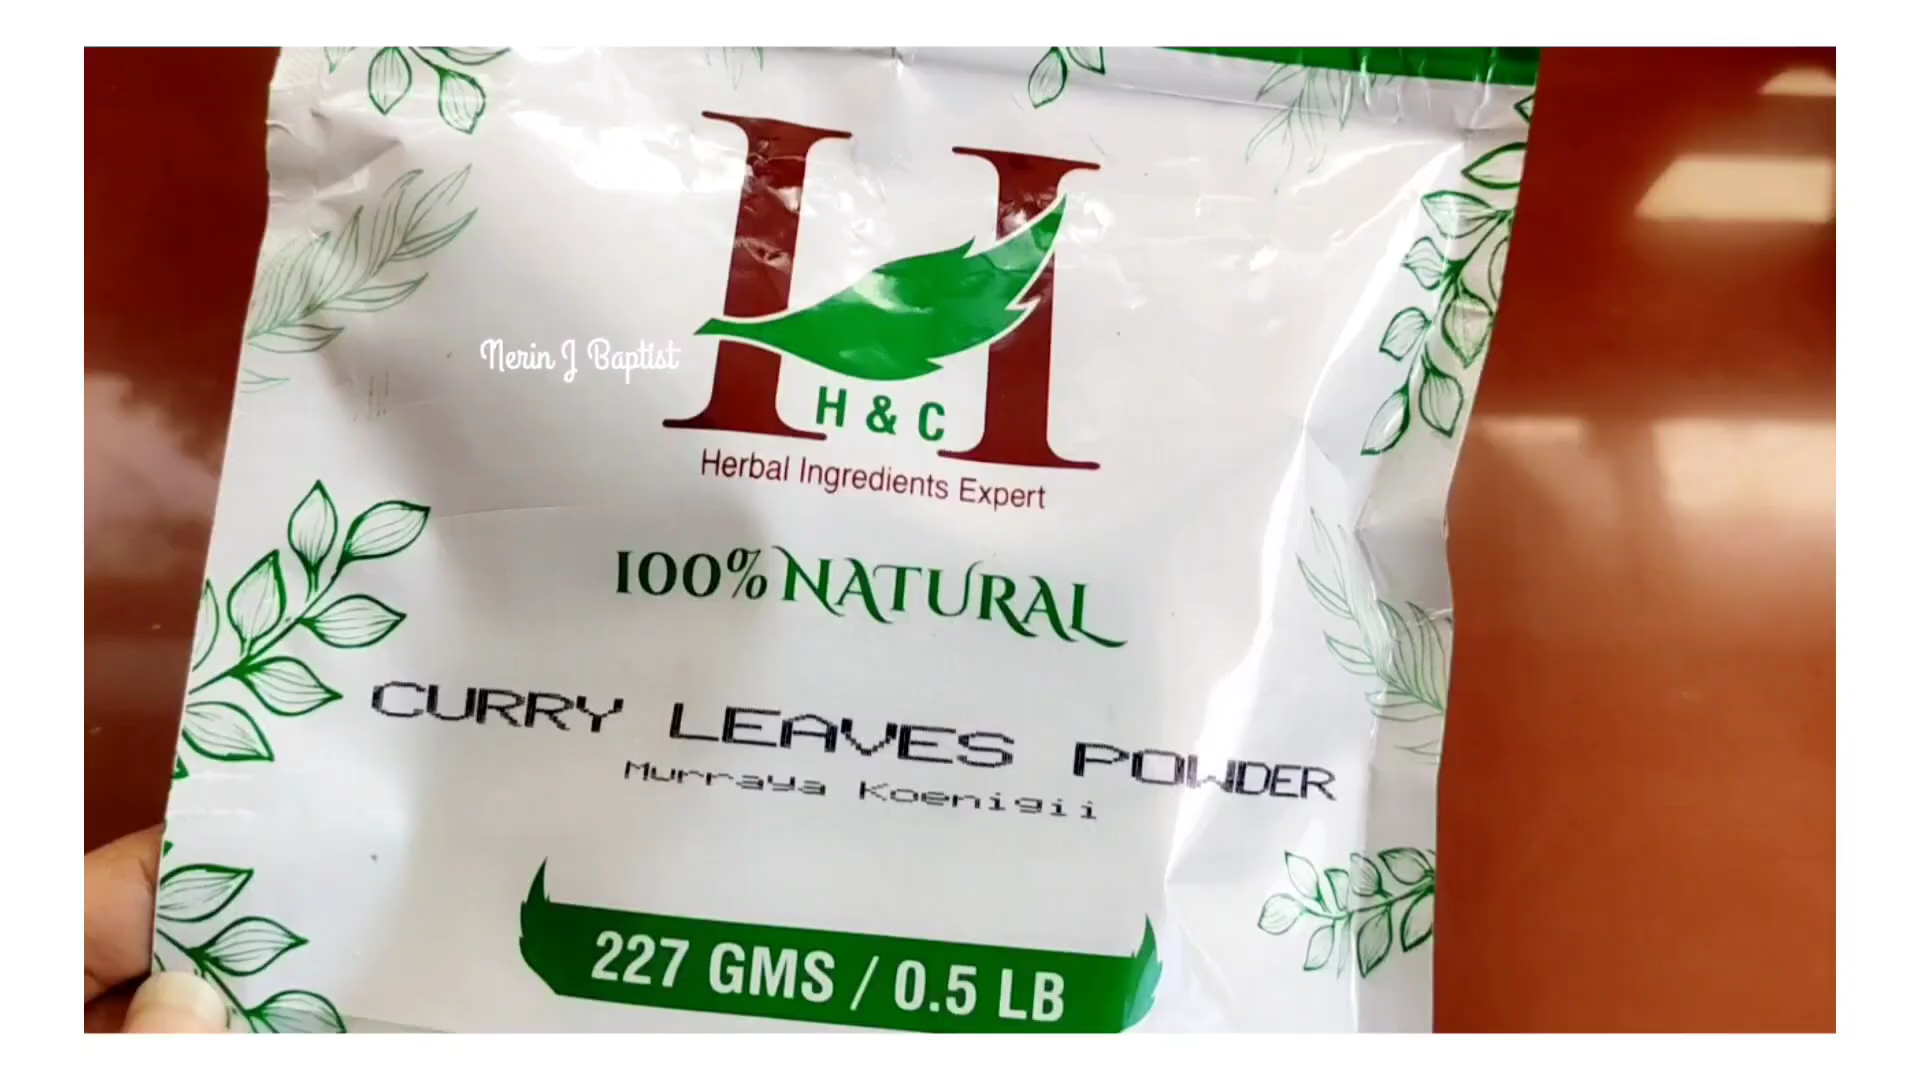 Nerin J Baptist
H & C
Herbal Ingredients Expert
100% NATURAL
CURRY LEAVES POWDER
Murraya Koenigii
227 GMS / 0.5 LB